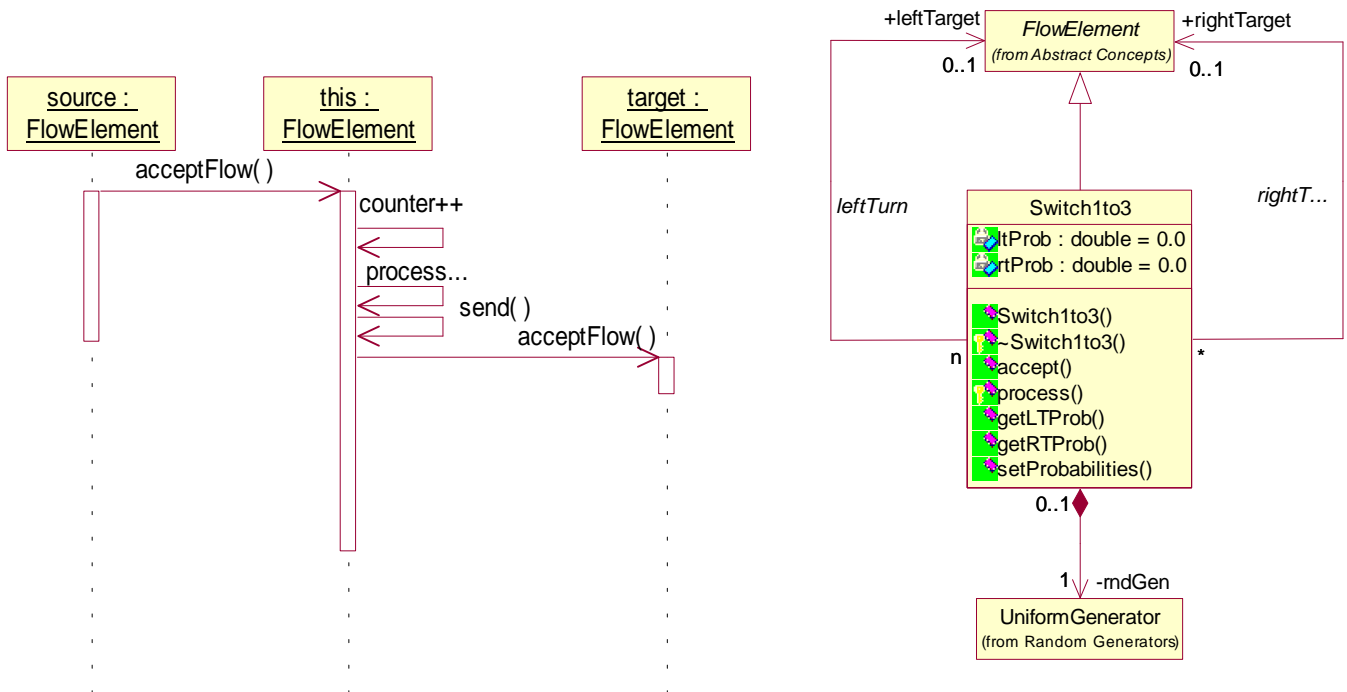 source :
FlowElement
this :
FlowElement
target :
FlowElement
acceptFlow( )
counter++
process...
send( )
acceptFlow( )
+leftTarget
0..1
FlowElement
(from Abstract Concepts)
+rightTarget
0..1
leftTurn
rightT...
Switch1to3
ltProb : double = 0.0
rtProb : double = 0.0
Switch1to3()
~Switch1to3()
accept()
process()
getLTProb()
getRTProb()
setProbabilities()
n
*
0..1
1
-rndGen
UniformGenerator
(from Random Generators)